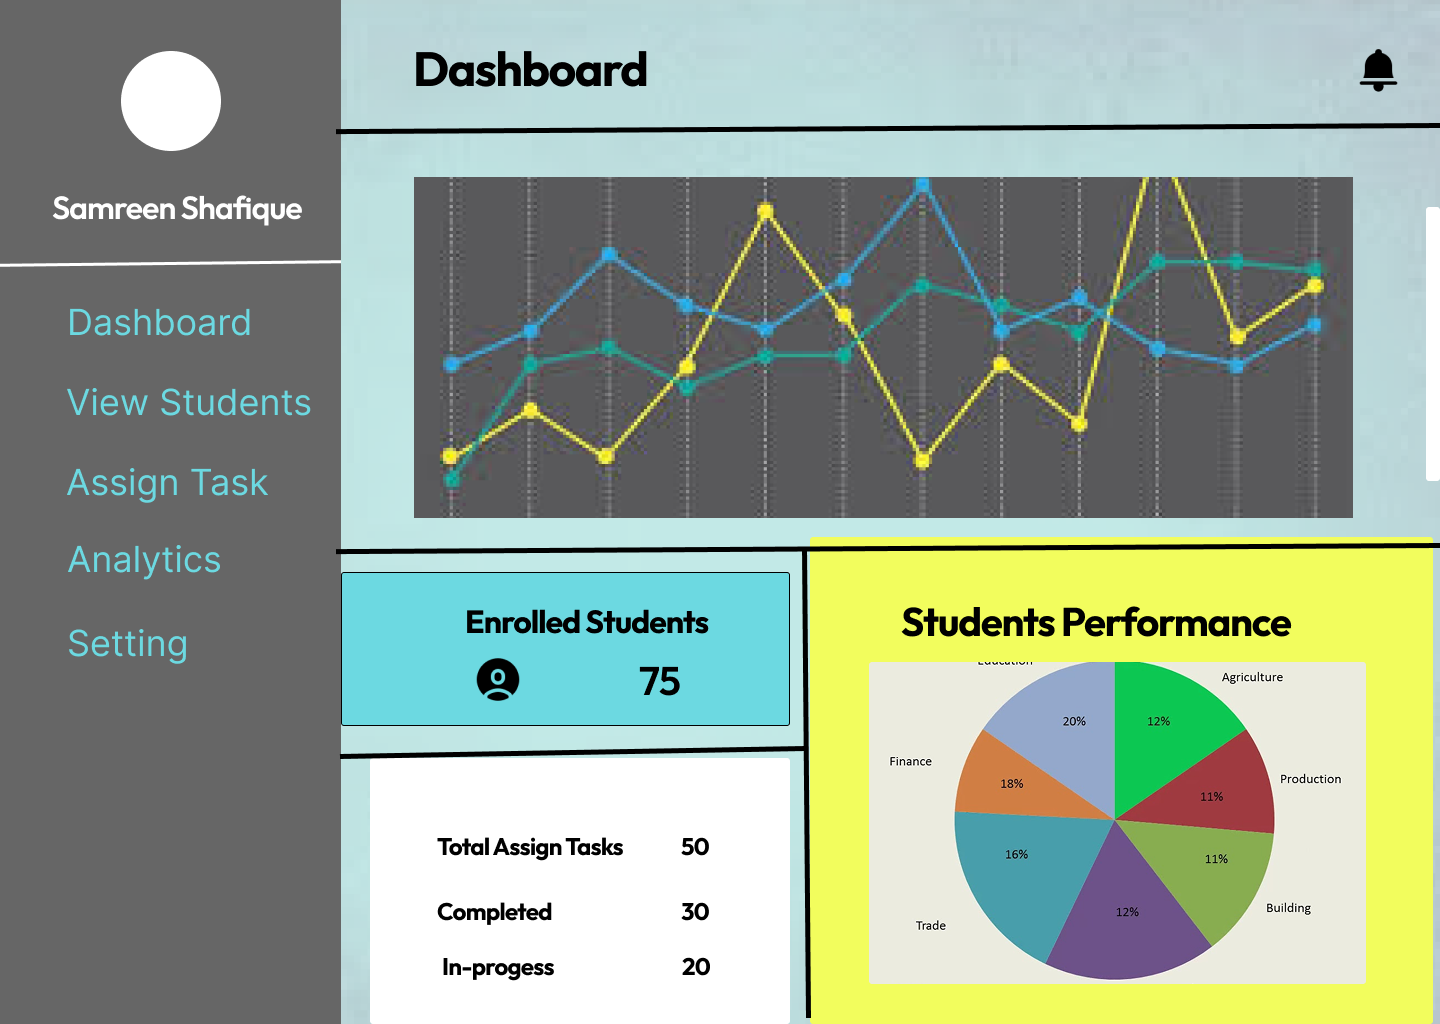 Samreen Shafique
Dashboard
View Students
Assign Task
Analytics
Setting
Dashboard
Enrolled Students
75
Total Assign Tasks 50
Completed 30
In-progess 20
Students Performance
Education
Agriculture
20%
12%
Finance
Production
18%
11%
16%
11%
Trade
12%
Building